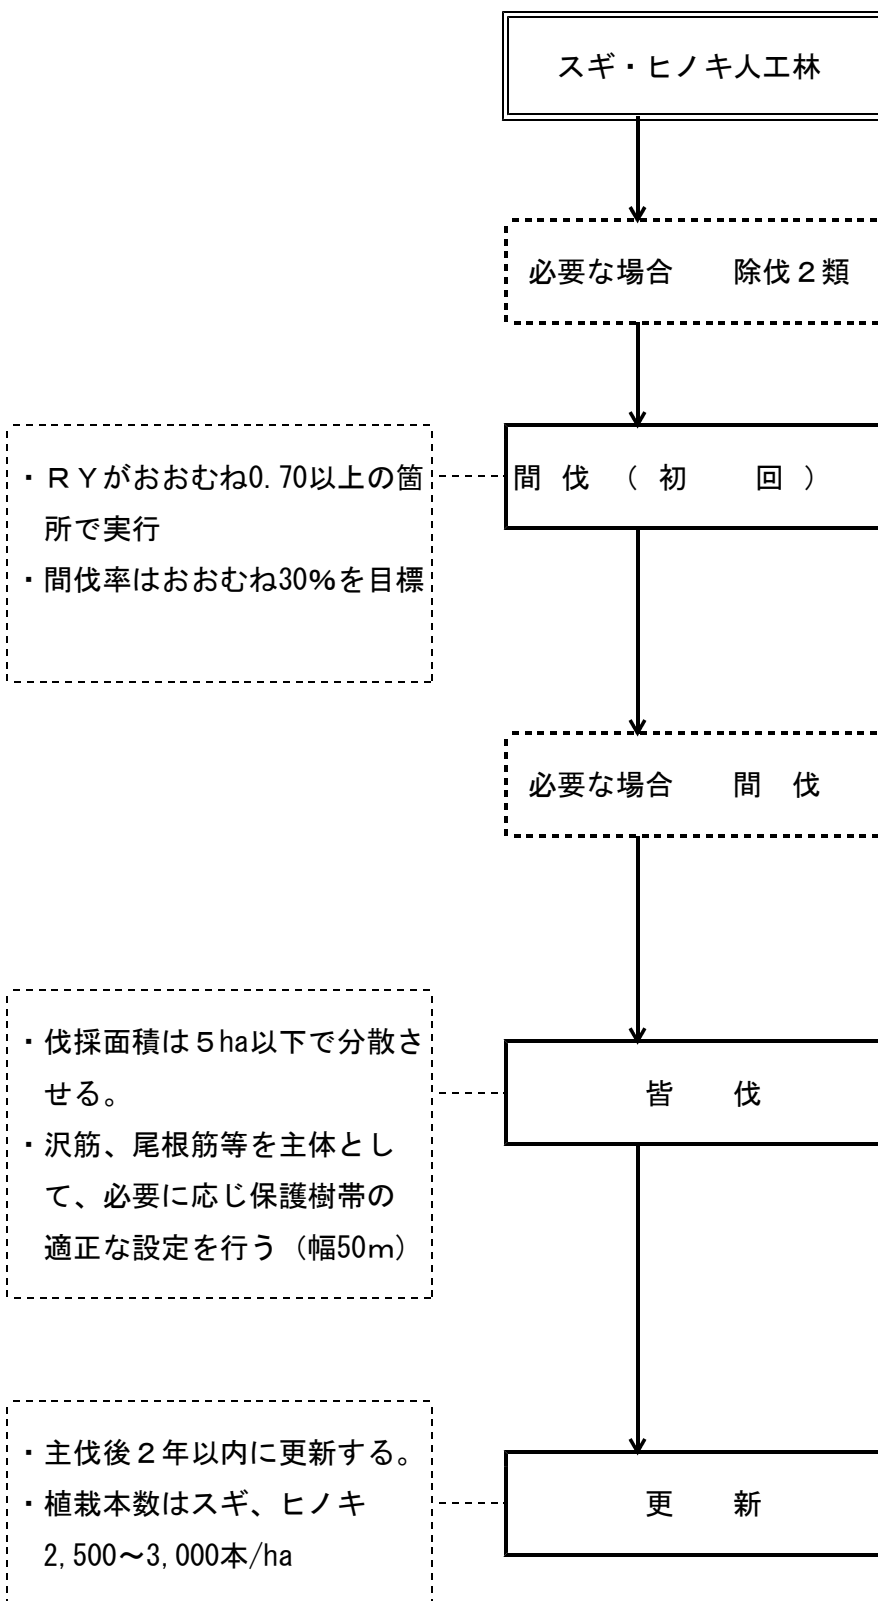 スギ・ヒノキ人工林
必要な場合　　除伐２類
・ＲＹがおおむね0.70以上の箇
所で実行
・間伐率はおおむね30％を目標
間 伐 （ 初　　回 ）
必要な場合　　間　伐
・伐採面積は５ha以下で分散さ
せる。
・沢筋、尾根筋等を主体とし
て、必要に応じ保護樹帯の
適正な設定を行う（幅50ｍ）
皆　　伐
・主伐後２年以内に更新する。
・植栽本数はスギ、ヒノキ
2,500～3,000本/ha
更　　新